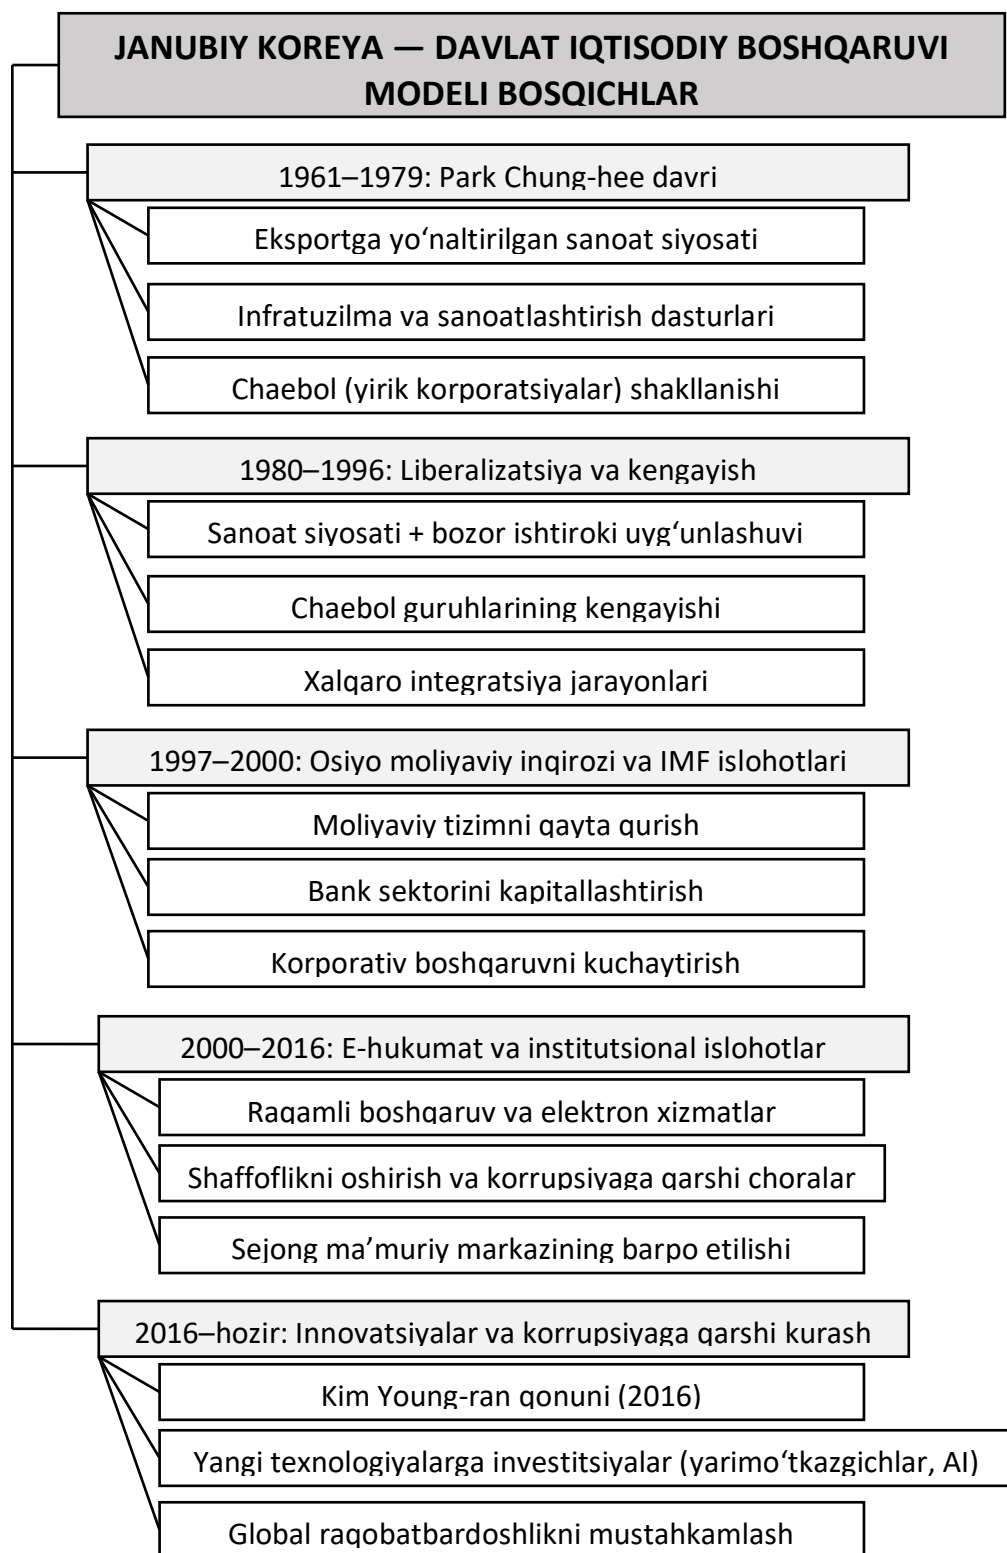 JANUBIY KOREYA — DAVLAT IQTISODIY BOSHQARUVI
MODELI BOSQICHLAR
1961–1979: Park Chung-hee davri
Eksportga yo‘naltirilgan sanoat siyosati
Infratuzilma va sanoatlashtirish dasturlari
Chaebol (yirik korporatsiyalar) shakllanishi
1980–1996: Liberalizatsiya va kengayish
Sanoat siyosati + bozor ishtiroki uyg‘unlashuvi
Chaebol guruhlarining kengayishi
Xalqaro integratsiya jarayonlari
1997–2000: Osiyo moliyaviy inqirozi va IMF islohotlari
Moliyaviy tizimni qayta qurish
Bank sektorini kapitallashtirish
Korporativ boshqaruvni kuchaytirish
2000–2016: E-hukumat va institutsional islohotlar
Raqamli boshqaruv va elektron xizmatlar
Shaffoflikni oshirish va korrupsiyaga qarshi choralar
Sejong ma’muriy markazining barpo etilishi
2016–hozir: Innovatsiyalar va korrupsiyaga qarshi kurash
Kim Young-ran qonuni (2016)
Yangi texnologiyalarga investitsiyalar (yarimo‘tkazgichlar, AI)
Global raqobatbardoshlikni mustahkamlash